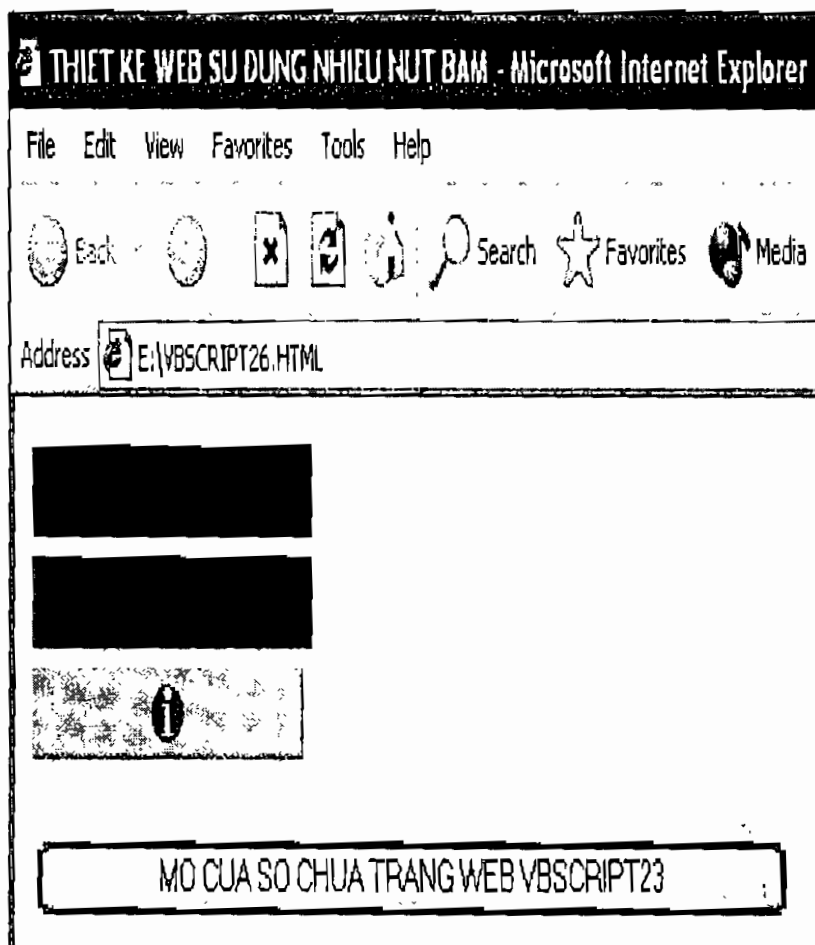 THIET KE WEB SU DUNG NHIEU NUT BAM - Microsoft Internet Explorer
File Edit View Favorites Tools Help
Back Search Favorites Media
Address E:\VBSCRIPT26.HTML
i
MO CUA SO CHUA TRANG WEB VBSCRIPT23